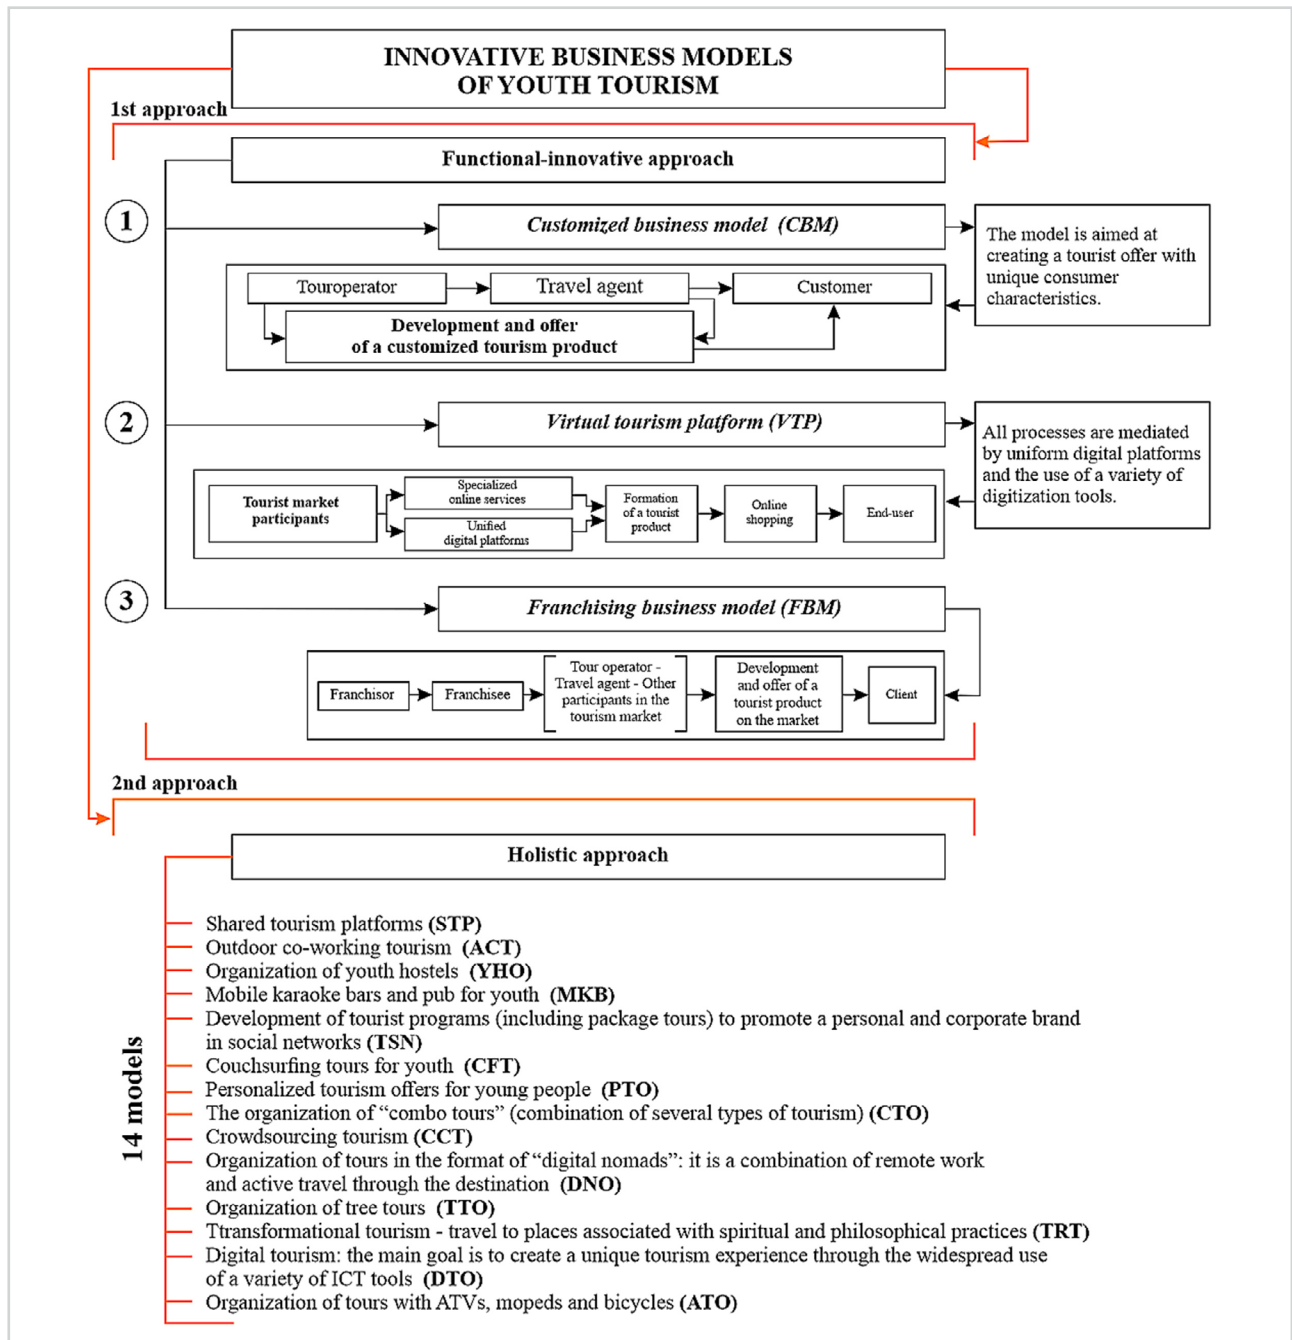 INNOVATIVE BUSINESS MODELS
OF YOUTH TOURISM
1st approach
Functional-innovative approach
1
Customized business model (CBM)
The model is aimed at
creating a tourist offer with
unique consumer
characteristics.
Touroperator
Travel agent
Customer
Development and offer
of a customized tourism product
2
Virtual tourism platform (VTP)
All processes are mediated
by uniform digital platforms
and the use of a variety of
digitization tools.
Tourist market
participants
Specialized
online services
Unified
digital platforms
Formation
of a tourist
product
Online
shopping
End-user
3
Franchising business model (FBM)
Franchisor
Franchisee
Tour operator -
Travel agent - Other
participants in the
tourism market
Development
and offer of a
tourist product
on the market
Client
2nd approach
Holistic approach
14 models
Shared tourism platforms (STP)
Outdoor co-working tourism (ACT)
Organization of youth hostels (YHO)
Mobile karaoke bars and pub for youth (MKB)
Development of tourist programs (including package tours) to promote a personal and corporate brand
in social networks (TSN)
Couchsurfing tours for youth (CFT)
Personalized tourism offers for young people (PTO)
The organization of “combo tours” (combination of several types of tourism) (CTO)
Crowdsourcing tourism (CCT)
Organization of tours in the format of “digital nomads”: it is a combination of remote work
and active travel through the destination (DNO)
Organization of tree tours (TTO)
Ttransformational tourism - travel to places associated with spiritual and philosophical practices (TRT)
Digital tourism: the main goal is to create a unique tourism experience through the widespread use
of a variety of ICT tools (DTO)
Organization of tours with ATVs, mopeds and bicycles (ATO)